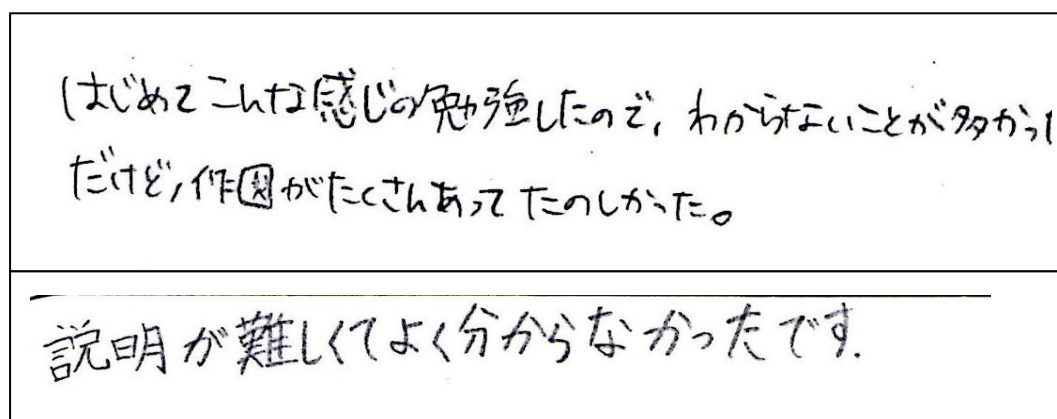 はじめてこんな感じの勉強したので、わからないことが多かっ
だけど、作図がたくさんあってたのしかった。
説明が難しくてよく分からなかったです.